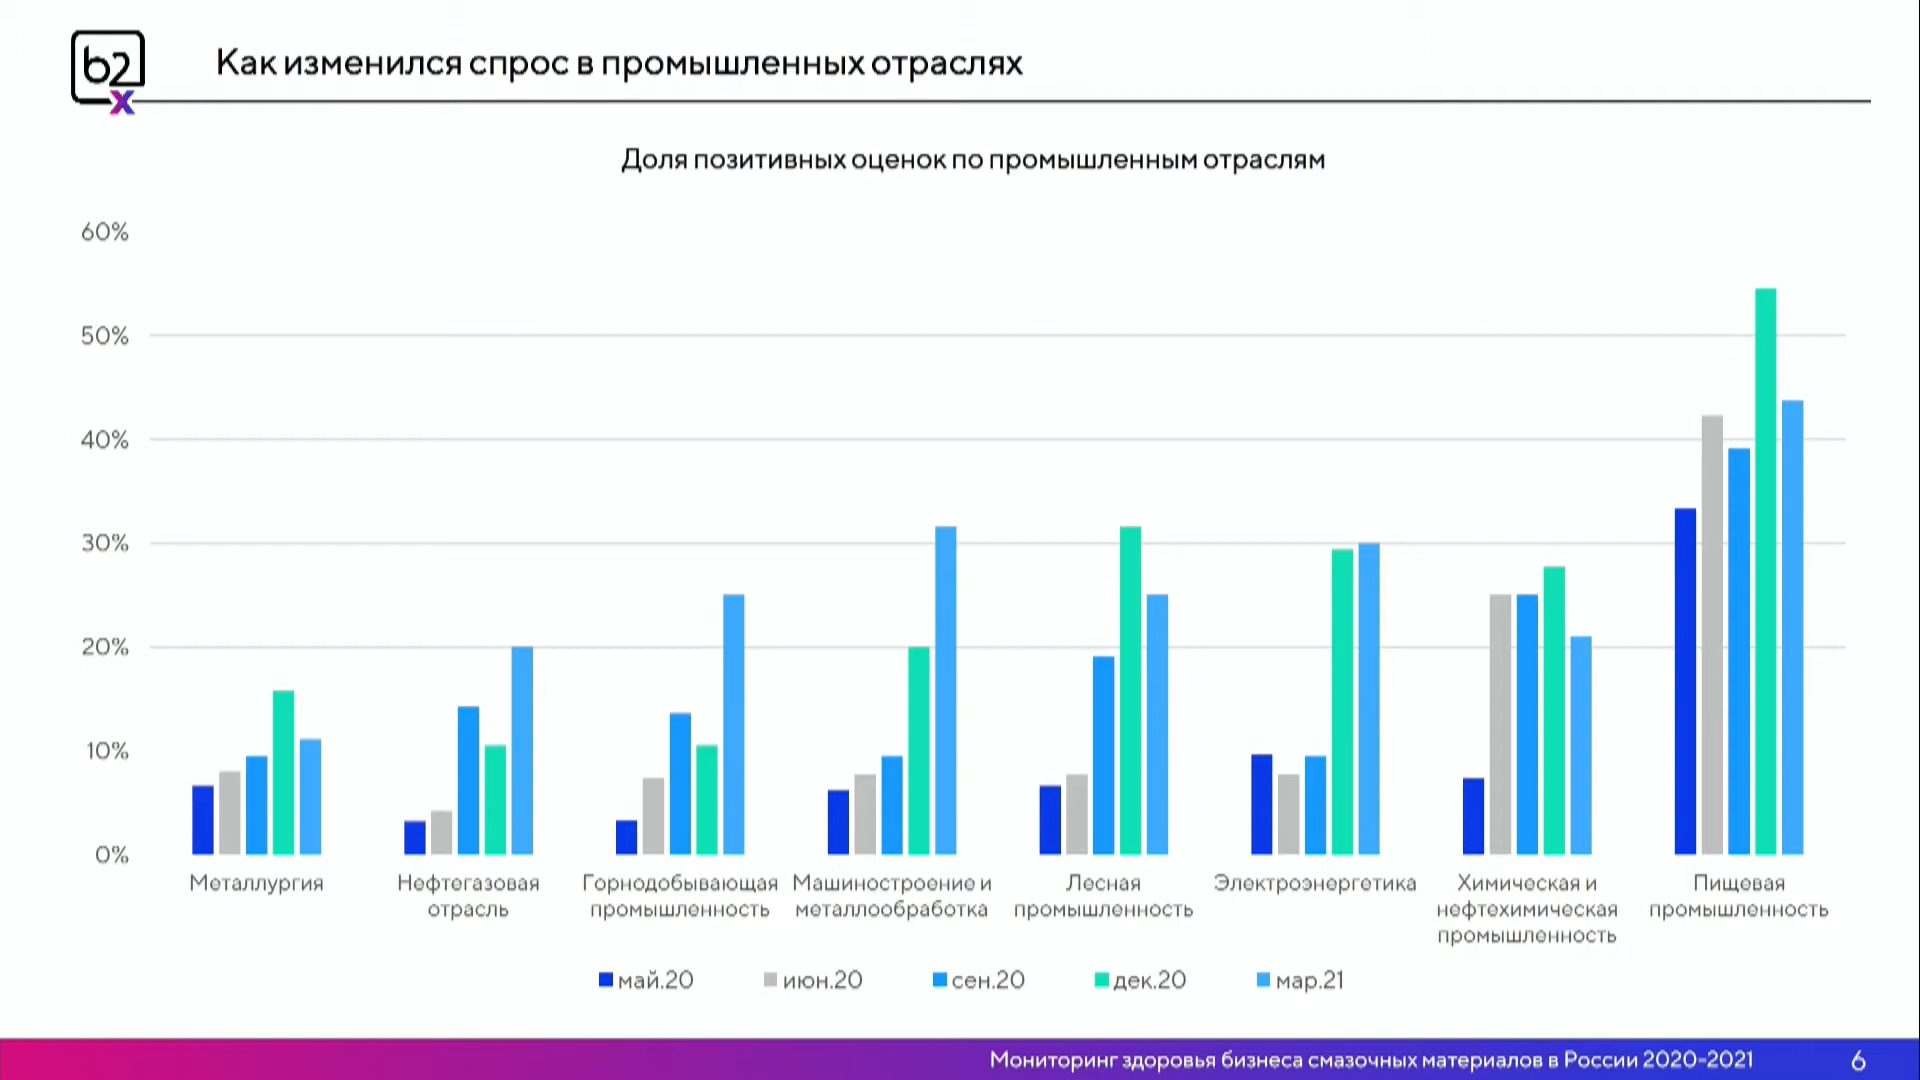 b2
x
Как изменился спрос в промышленных отраслях
Доля позитивных оценок по промышленным отраслям
60%
50%
40%
30%
20%
10%
0%
Металлургия
Нефтегазовая
отрасль
Горнодобывающая
промышленность
Машиностроение и
металлообработка
Лесная
промышленность
Электроэнергетика
Химическая и
нефтехимическая
промышленность
Пищевая
промышленность
май.20 июн.20 сен.20 дек.20 мар.21
Мониторинг здоровья бизнеса смазочных материалов в России 2020-2021 6